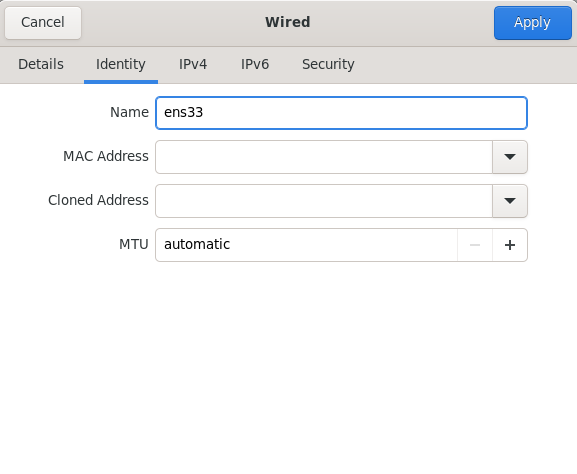 Cancel Wired Apply
Details Identity IPv4 IPv6 Security
Name ens33
MAC Address
Cloned Address
MTU automatic